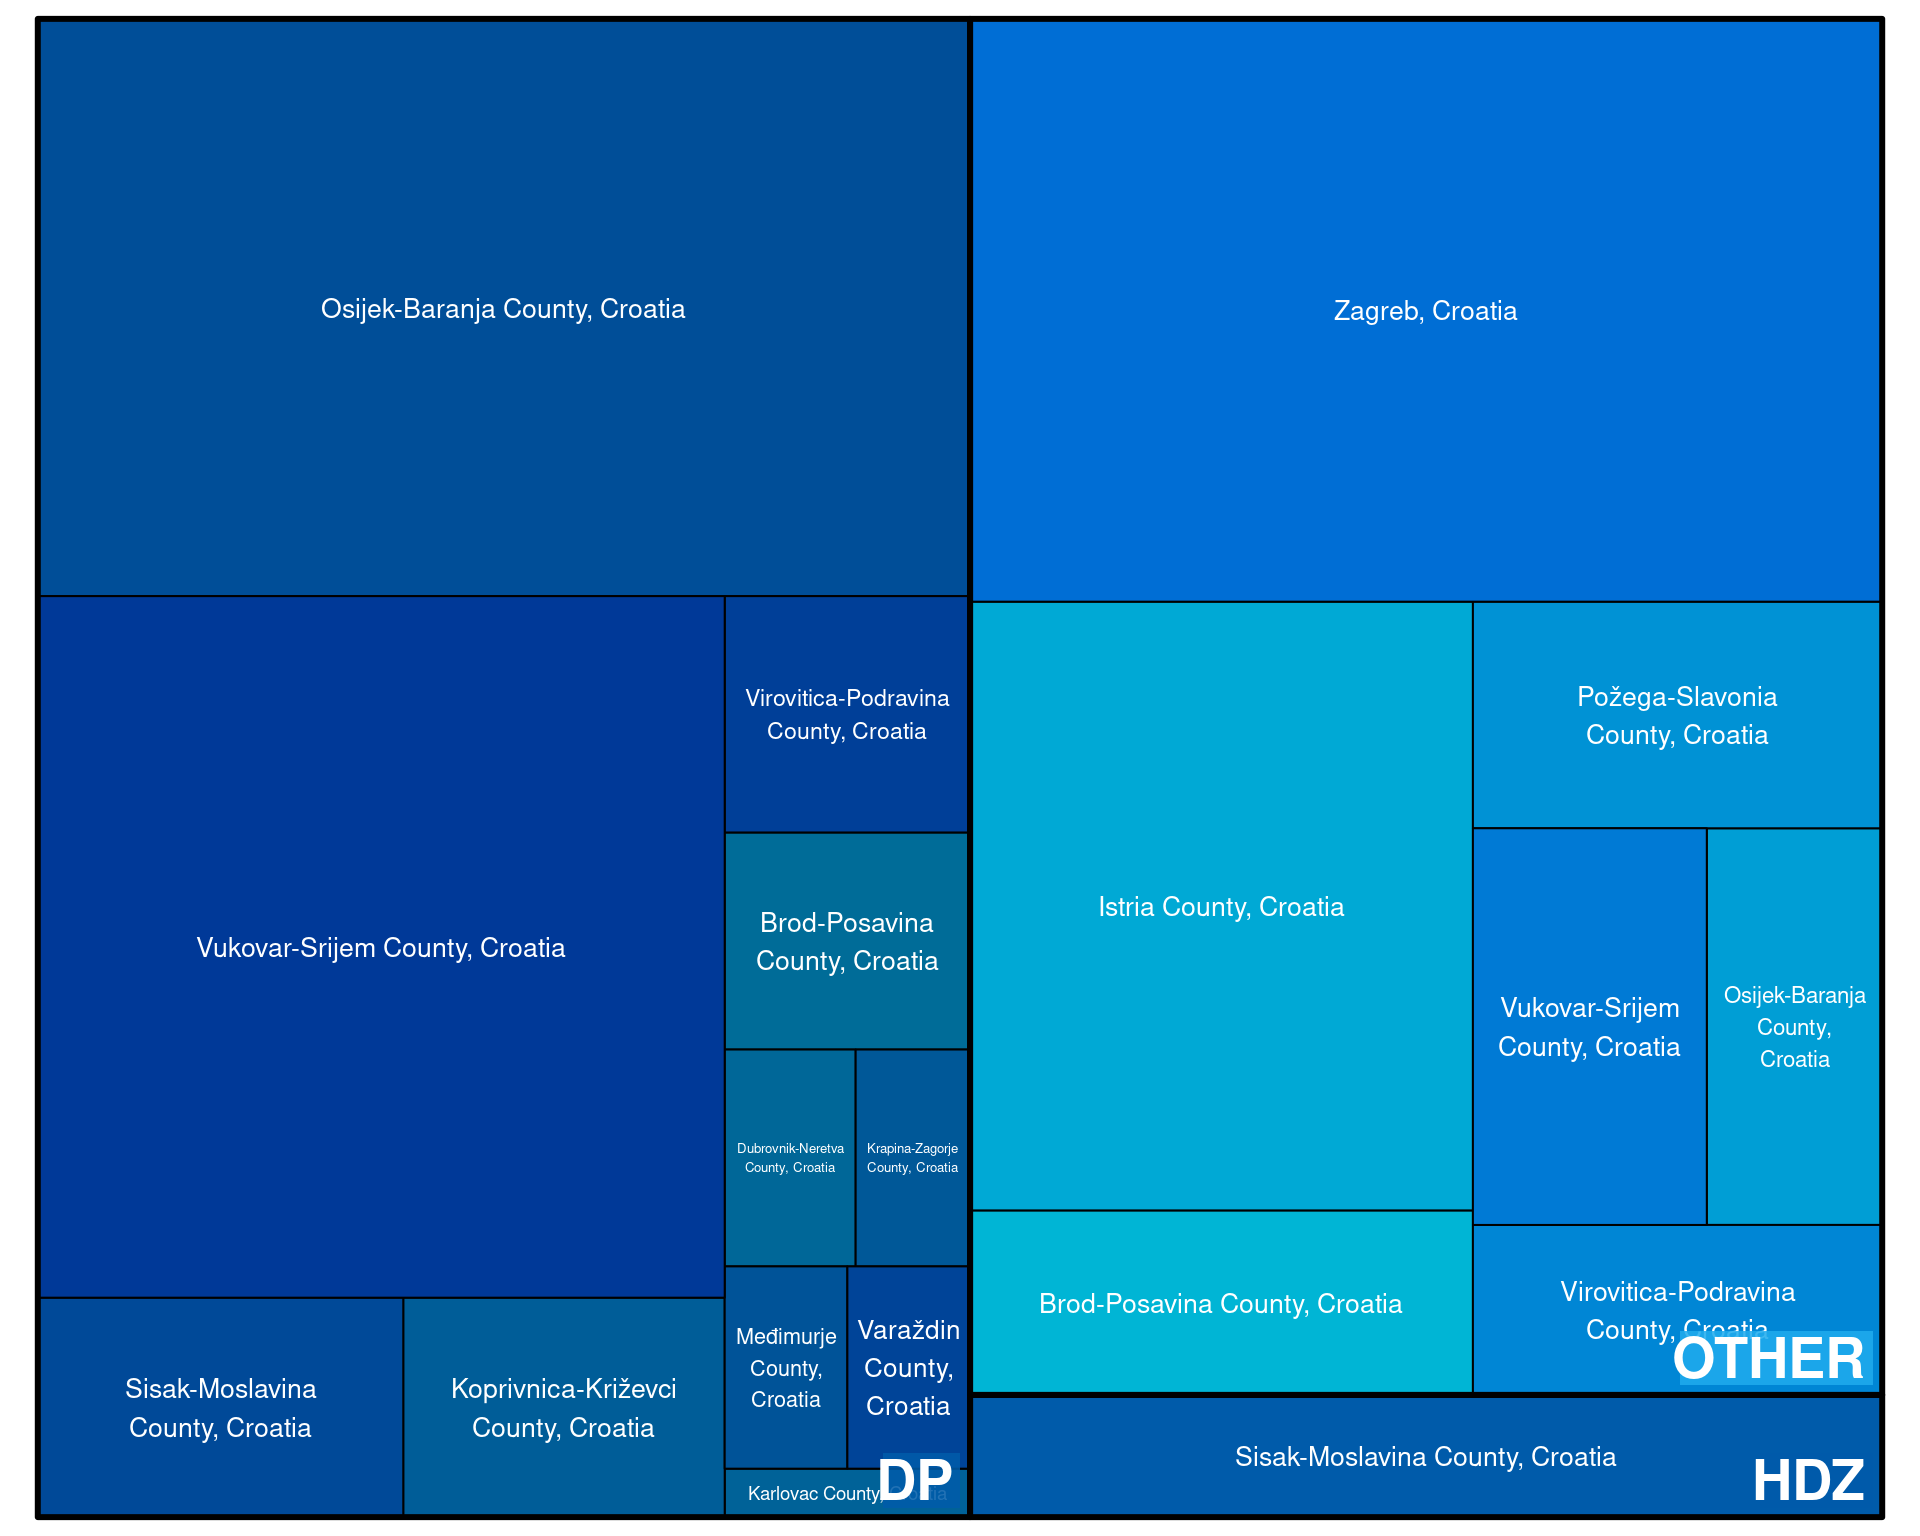 Osijek-Baranja County, Croatia
Vukovar-Srijem County, Croatia
Virovitica-Podravina
County, Croatia
Brod-Posavina
County, Croatia
Dubrovnik-Neretva
County, Croatia
Krapina-Zagorje
County, Croatia
Sisak-Moslavina
County, Croatia
Koprivnica-Križevci
County, Croatia
Međimurje
County,
Croatia
Varaždin
County,
Croatia
Karlovac County, Croatia
DP
Zagreb, Croatia
Istria County, Croatia
Požega-Slavonia
County, Croatia
Vukovar-Srijem
County, Croatia
Osijek-Baranja
County,
Croatia
Brod-Posavina County, Croatia
Virovitica-Podravina
County, Croatia
OTHER
Sisak-Moslavina County, Croatia
HDZ